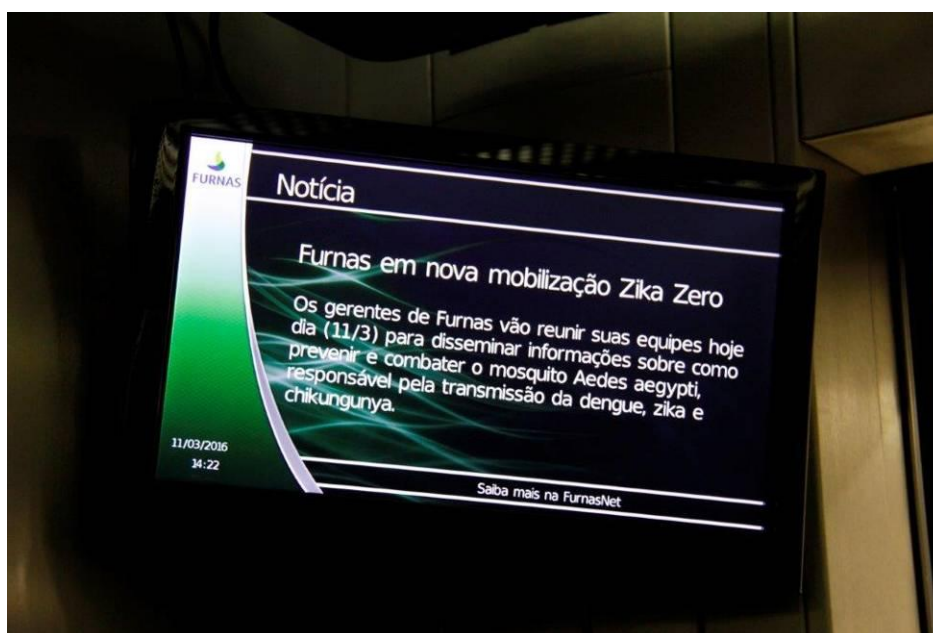 FURNAS
Notícia
Furnas em nova mobilização Zika Zero
Os gerentes de Furnas vão reunir suas equipes hoje
dia (11/3) para disseminar informações sobre como
prevenir e combater o mosquito Aedes aegypti,
responsável pela transmissão da dengue, zika e
chikungunya.
11/03/2016
14:22
Saiba mais na FurnasNet